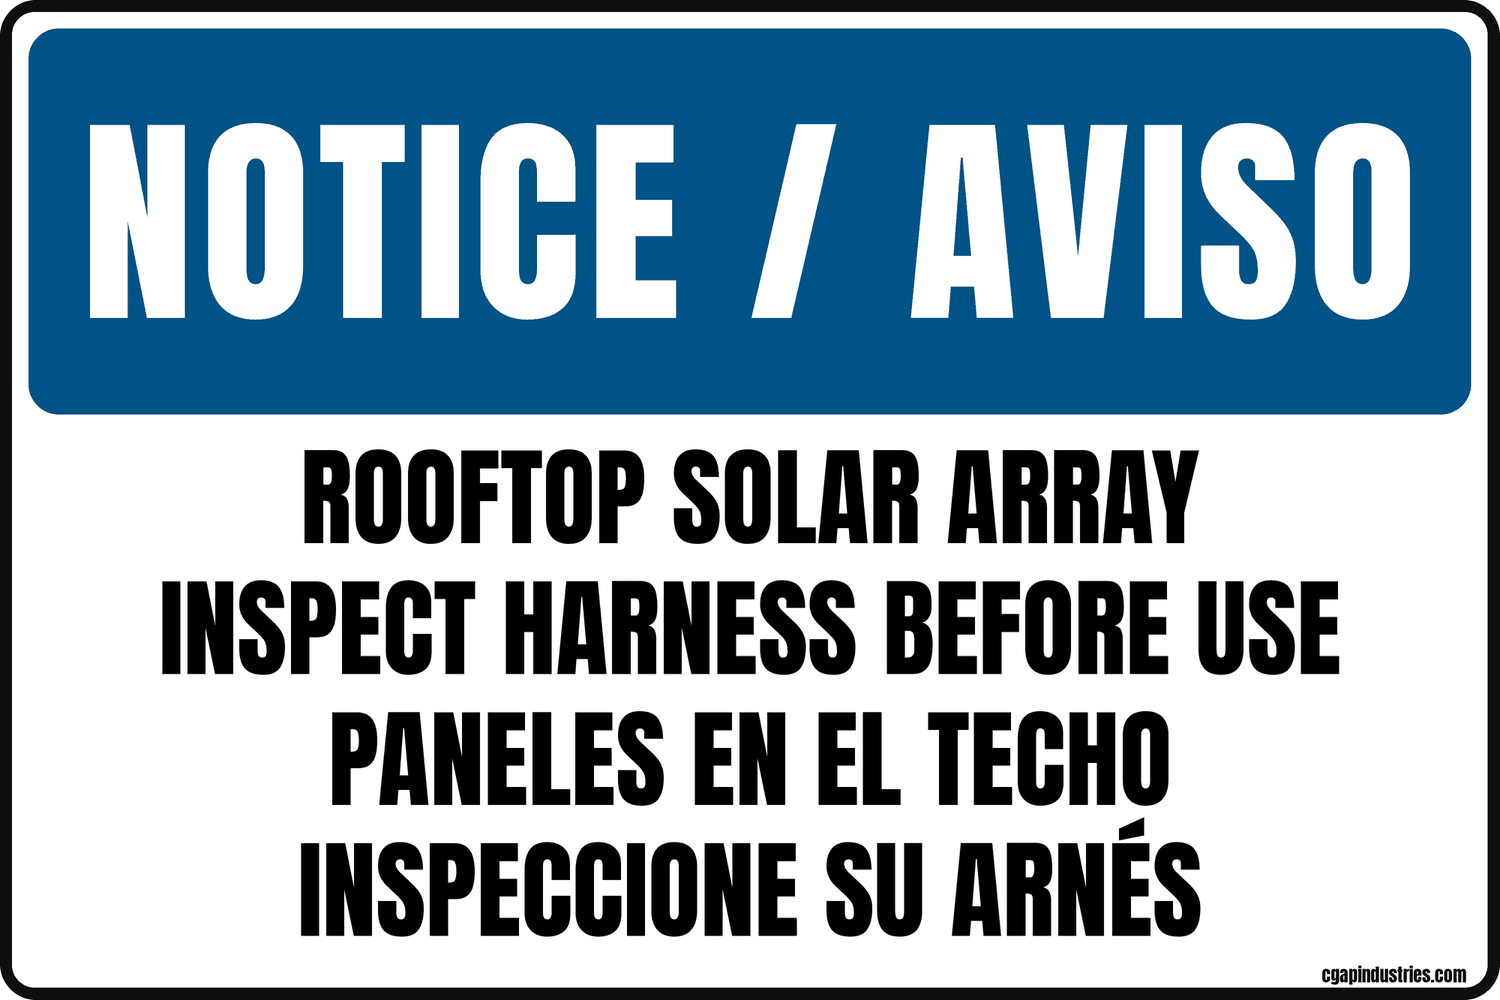 NOTICE / AVISO
ROOFTOP SOLAR ARRAY
INSPECT HARNESS BEFORE USE
PANELES EN EL TECHO
INSPECCIONE SU ARNÉS
cgapindustries.com